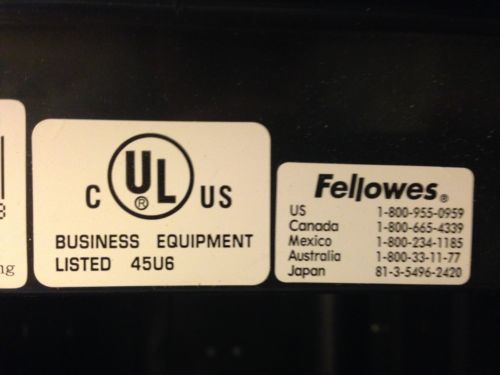 C UL ® US
BUSINESS EQUIPMENT
LISTED 45U6
Fellowes®
US 1-800-955-0959
Canada 1-800-665-4339
Mexico 1-800-234-1185
Australia 1-800-33-11-77
Japan 81-3-5496-2420